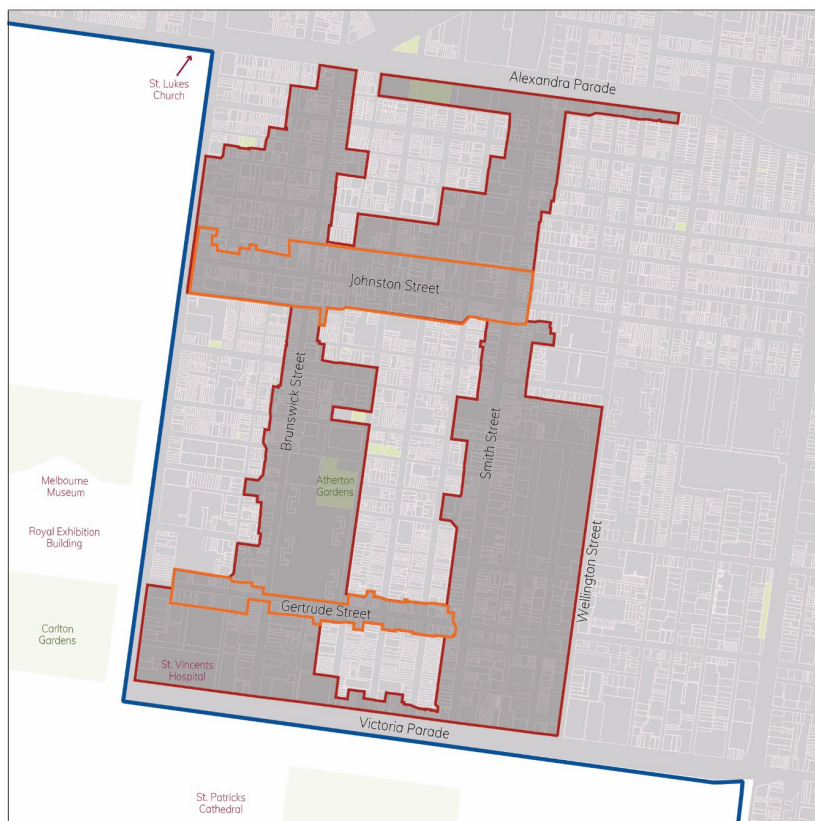 Alexandra Parade
St. Lukes
Church
Johnston Street
Brunswick Street
Smith Street
Atherton
Gardens
Melbourne
Museum
Royal Exhibition
Building
Wellington Street
Gertrude Street
Carlton
Gardens
St. Vincents
Hospital
Victoria Parade
St. Patricks
Cathedral